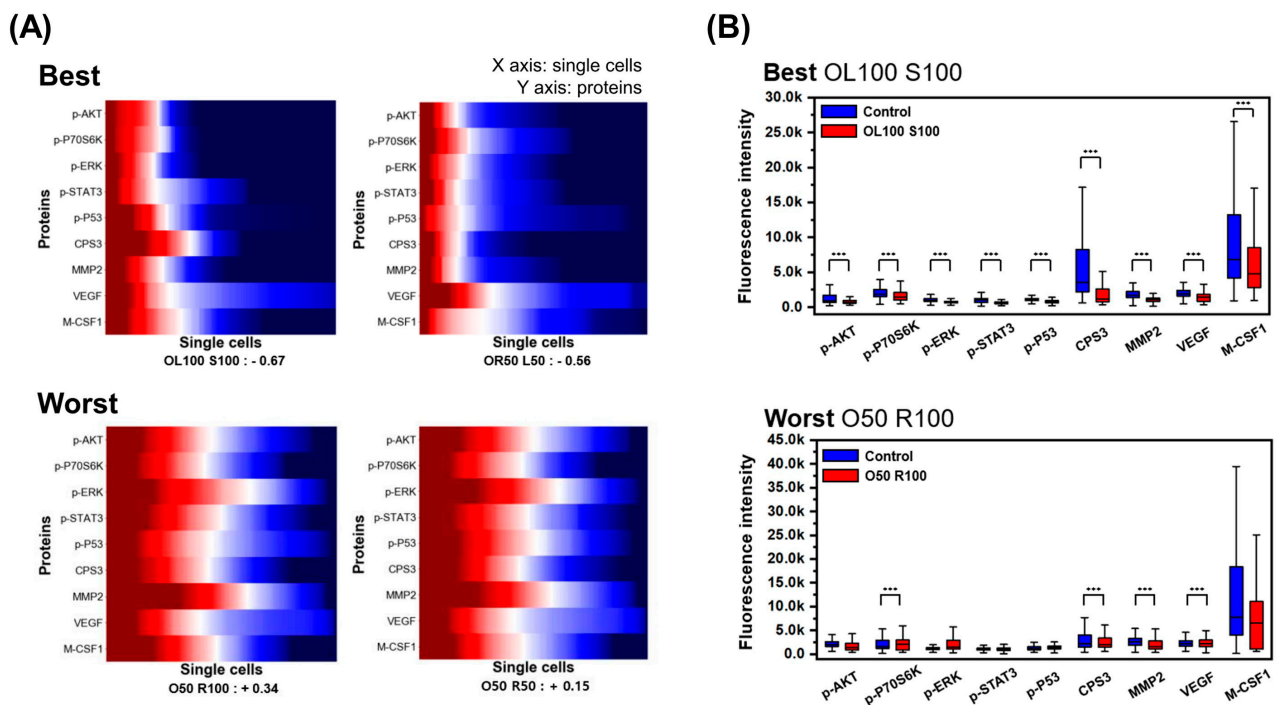 (A)
Best
X axis: single cells
Y axis: proteins
Proteins
p-AKT
p-P70S6K
p-ERK
p-STAT3
p-P53
CPS3
MMP2
VEGF
M-CSF1
Single cells
OL100 S100 : - 0.67
Proteins
p-AKT
p-P70S6K
p-ERK
p-STAT3
p-P53
CPS3
MMP2
VEGF
M-CSF1
Single cells
OR50 L50 : - 0.56
Worst
Proteins
p-AKT
p-P70S6K
p-ERK
p-STAT3
p-P53
CPS3
MMP2
VEGF
M-CSF1
Single cells
O50 R100 : + 0.34
Proteins
p-AKT
p-P70S6K
p-ERK
p-STAT3
p-P53
CPS3
MMP2
VEGF
M-CSF1
Single cells
O50 R50 : + 0.15
(B)
Best OL100 S100
Fluorescence intensity
30.0k
25.0k
20.0k
15.0k
10.0k
5.0k
0.0
Control
OL100 S100
***
***
***
***
***
***
***
***
***
p-AKT
p-P70S6K
p-ERK
p-STAT3
p-P53
CPS3
MMP2
VEGF
M-CSF1
Worst O50 R100
Fluorescence intensity
45.0k
40.0k
35.0k
30.0k
25.0k
20.0k
15.0k
10.0k
5.0k
0.0
Control
O50 R100
***
***
***
***
p-AKT
p-P70S6K
p-ERK
p-STAT3
p-P53
CPS3
MMP2
VEGF
M-CSF1